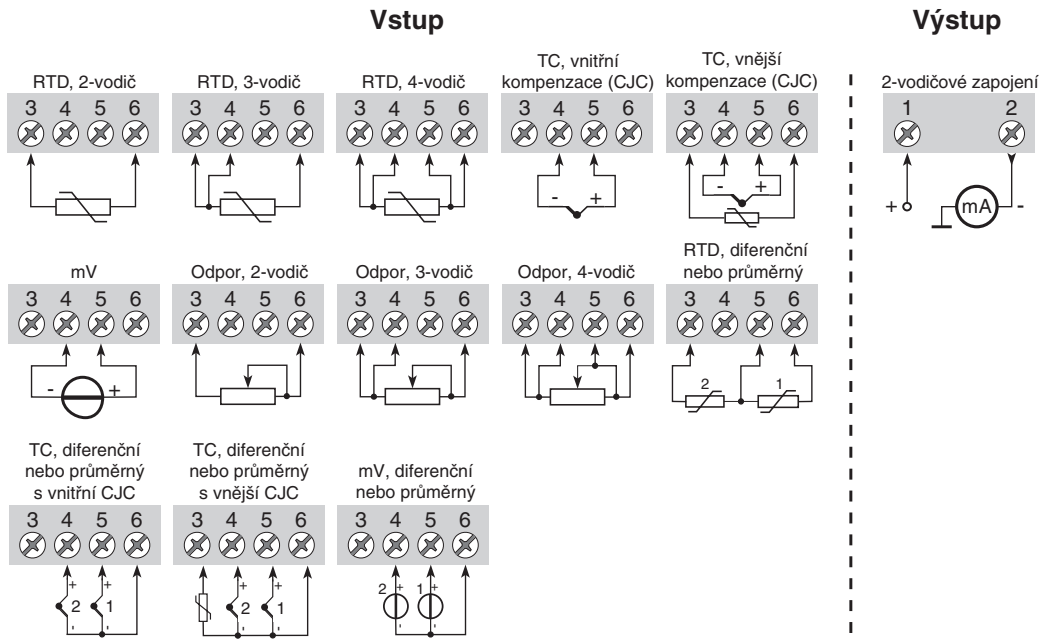 Vstup
Výstup
RTD, 2-vodič
RTD, 3-vodič
RTD, 4-vodič
TC, vnitřní
kompenzace (CJC)
TC, vnější
kompenzace (CJC)
2-vodičové zapojení
3 4 5 6
3 4 5 6
3 4 5 6
3 4 5 6
3 4 5 6
1 2
- +
- +
+ mA -
mV
Odpor, 2-vodič
Odpor, 3-vodič
Odpor, 4-vodič
RTD, diferenční
nebo průměrný
3 4 5 6
3 4 5 6
3 4 5 6
3 4 5 6
3 4 5 6
- +
2 1
TC, diferenční
nebo průměrný
s vnitřní CJC
TC, diferenční
nebo průměrný
s vnější CJC
mV, diferenční
nebo průměrný
3 4 5 6
3 4 5 6
3 4 5 6
+ +
2 1
- -
+ +
2 1
- -
2 + 1 +
- -